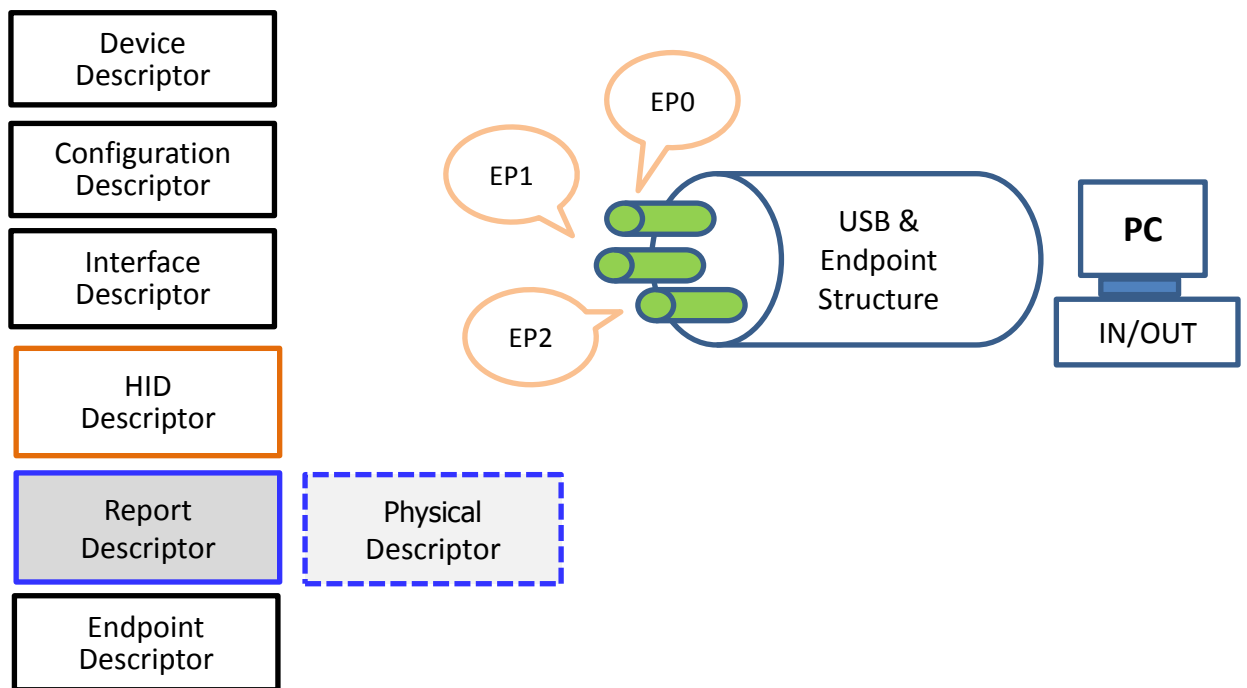 Device
Descriptor
Configuration
Descriptor
Interface
Descriptor
HID
Descriptor
Report
Descriptor
Physical
Descriptor
Endpoint
Descriptor
EP0
EP1
EP2
USB &
Endpoint
Structure
PC
IN/OUT